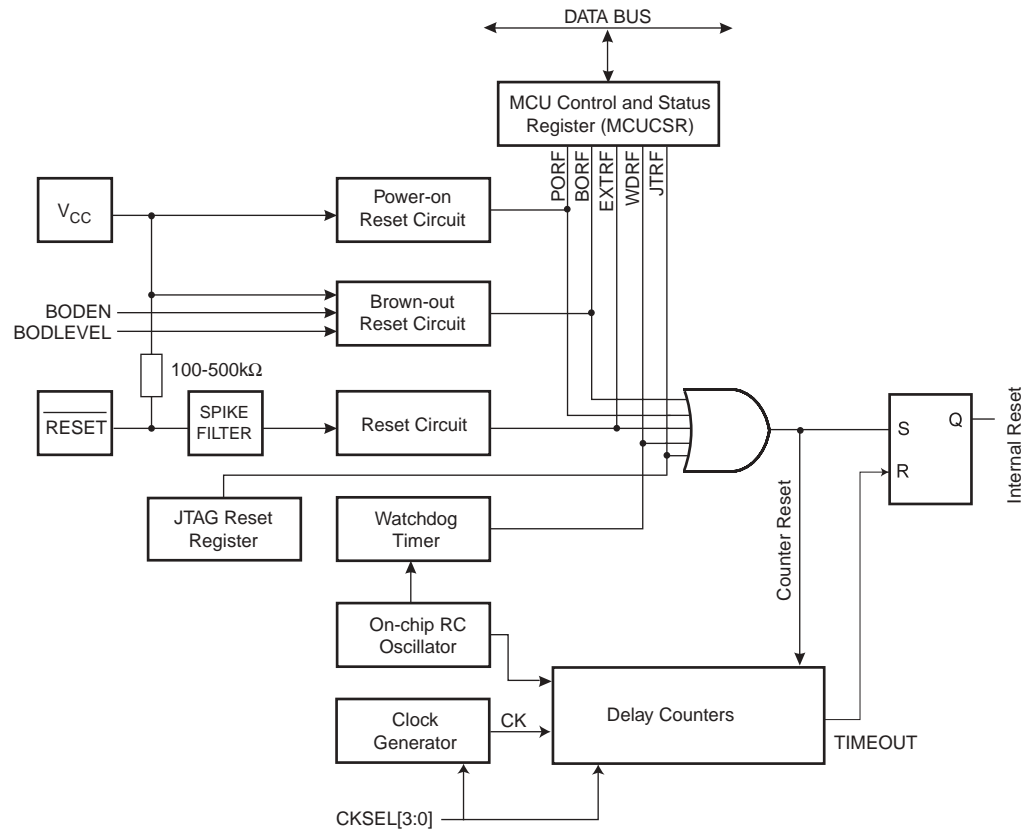 DATA BUS
MCU Control and Status
Register (MCUCSR)
PORF
BORF
EXTRF
WDRF
JTRF
VCC
Power-on
Reset Circuit
BODEN
BODLEVEL
Brown-out
Reset Circuit
100-500kΩ
RESET
SPIKE
FILTER
Reset Circuit
S
Q
R
Internal Reset
JTAG Reset
Register
Watchdog
Timer
Counter Reset
On-chip RC
Oscillator
Clock
Generator
CK
Delay Counters
TIMEOUT
CKSEL[3:0]